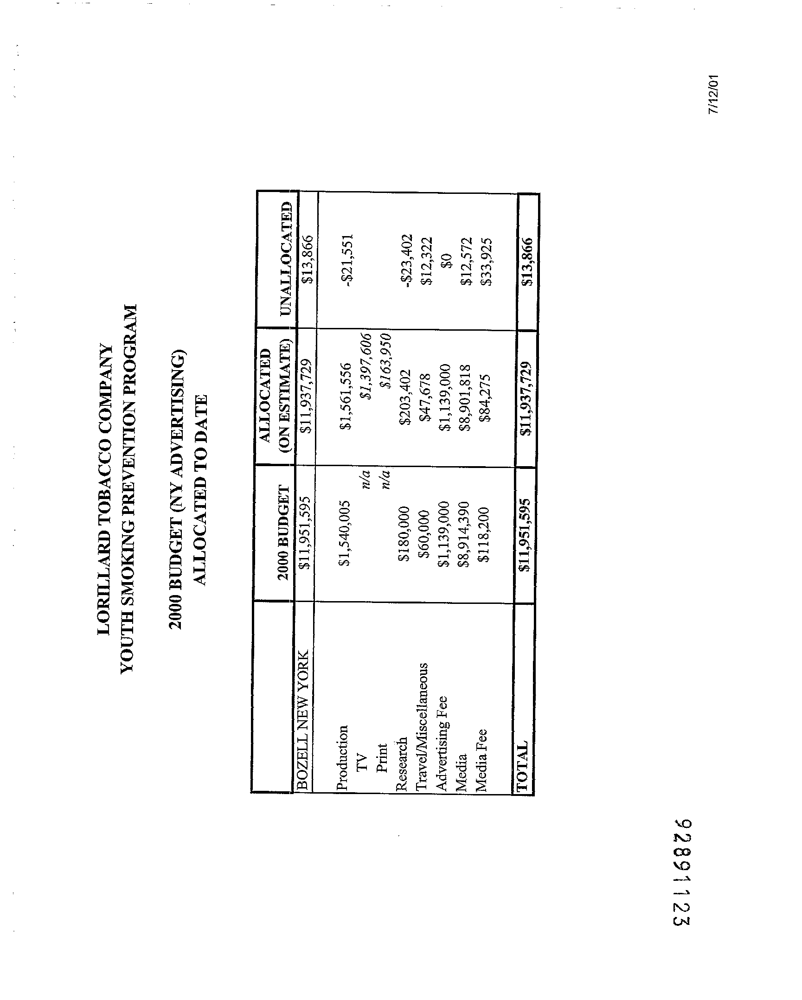 LORILLARD TOBACCO COMPANY
YOUTH SMOKING PREVENTION PROGRAM
2000 BUDGET (NY ADVERTISING)
ALLOCATED TO DATE
2000 BUDGET ALLOCATED (ON ESTIMATE) UNALLOCATED
BOZELL NEW YORK $11,951,595 $11,937,729 $13,866
Production $1,540,005 $1,561,556 -$21,551
TV n/a $1,397,606
Print n/a $163,950
Research $180,000 $203,402 -$23,402
Travel/Miscellaneous $60,000 $47,678 $12,322
Advertising Fee $1,139,000 $1,139,000 $0
Media $8,914,390 $8,901,818 $12,572
Media Fee $118,200 $84,275 $33,925
TOTAL $11,951,595 $11,937,729 $13,866
7/12/01
92891123